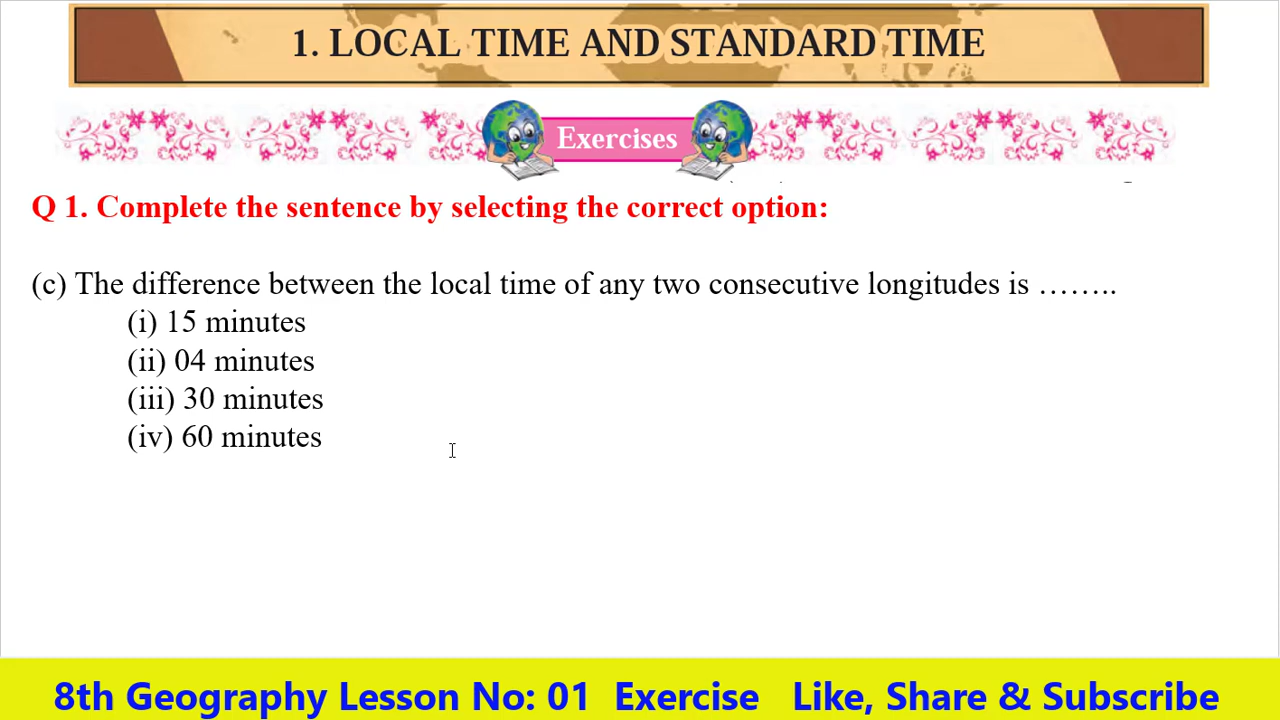 1. LOCAL TIME AND STANDARD TIME
Exercises
Q 1. Complete the sentence by selecting the correct option:
(c) The difference between the local time of any two consecutive longitudes is ……..
(i) 15 minutes
(ii) 04 minutes
(iii) 30 minutes
(iv) 60 minutes
8th Geography Lesson No: 01 Exercise Like, Share & Subscribe